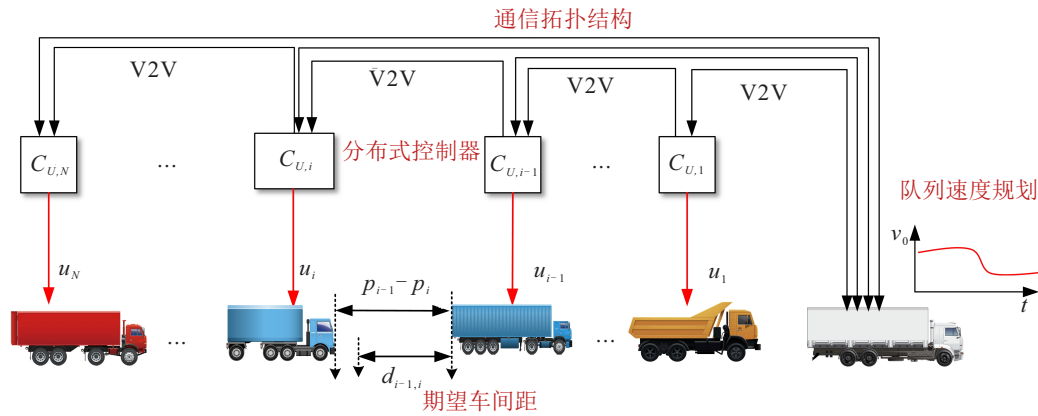 通信拓扑结构
V2V
V2V
V2V
V2V
C_{U,N}
...
C_{U,i}
分布式控制器
C_{U,i-1}
...
C_{U,1}
队列速度规划
v_0
t
u_N
u_i
p_{i-1} - p_i
u_{i-1}
u_1
...
...
d_{i-1,i}
期望车间距